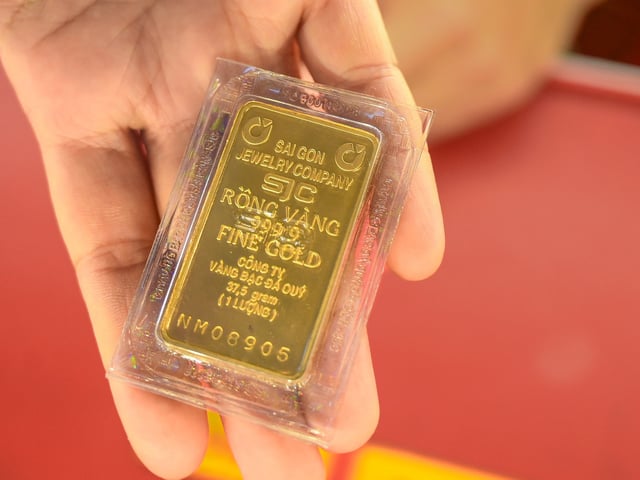 SAI GON
JEWELRY COMPANY
SJC
RỒNG VÀNG
999.9
FINE GOLD
CÔNG TY
VÀNG BẠC ĐÁ QUÝ
37,5 gram
(1 LƯỢNG)
NM08905